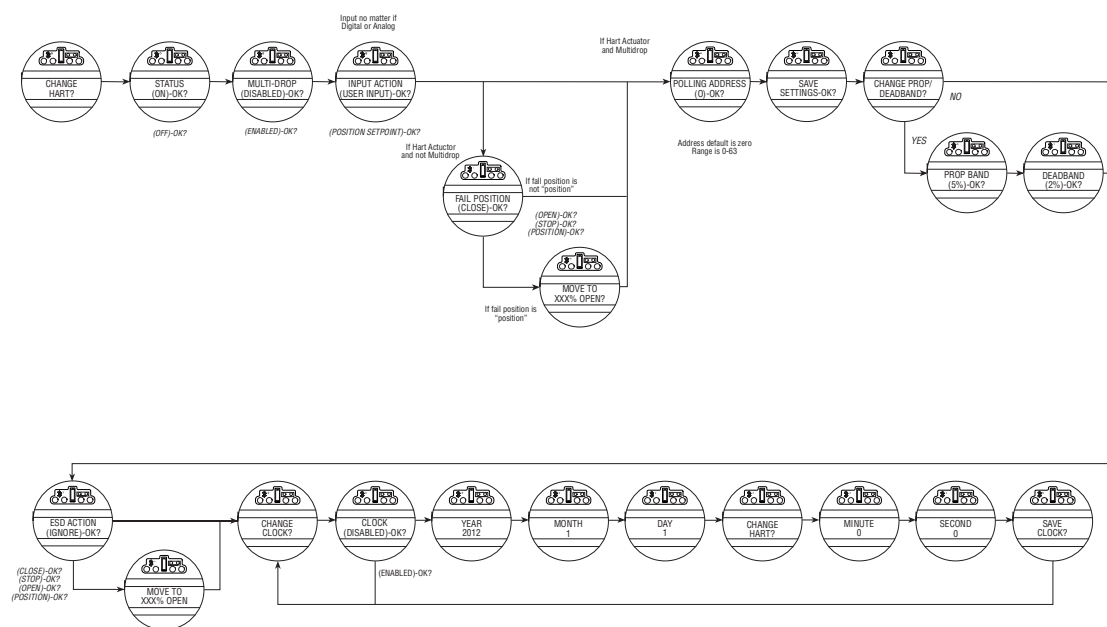 Input no matter if
Digital or Analog
If Hart Actuator
and Multidrop
CHANGE
HART?
STATUS
(ON)-OK?
MULTI-DROP
(DISABLED)-OK?
INPUT ACTION
(USER INPUT)-OK?
POLLING ADDRESS
(0)-OK?
SAVE
SETTINGS-OK?
CHANGE PROP/
DEADBAND?
NO
(OFF)-OK?
(ENABLED)-OK?
(POSITION SETPOINT)-OK?
If Hart Actuctor
and not Multidrop
Address default is zero
Range is 0-63
YES
FAIL POSITION
(CLOSE)-OK?
If fail position is
not "position"
PROP BAND
(5%)-OK?
DEADBAND
(2%)-OK?
(OPEN)-OK?
(STOP)-OK?
(POSITION)-OK?
MOVE TO
XXX% OPEN?
If fail position is
"position"
ESD ACTION
(IGNORE)-OK?
CHANGE
CLOCK?
CLOCK
(DISABLED)-OK?
YEAR
2012
MONTH
1
DAY
1
CHANGE
HART?
MINUTE
0
SECOND
0
SAVE
CLOCK?
(CLOSE)-OK?
(STOP)-OK?
(OPEN)-OK?
(POSITION)-OK?
MOVE TO
XXX% OPEN
(ENABLED)-OK?